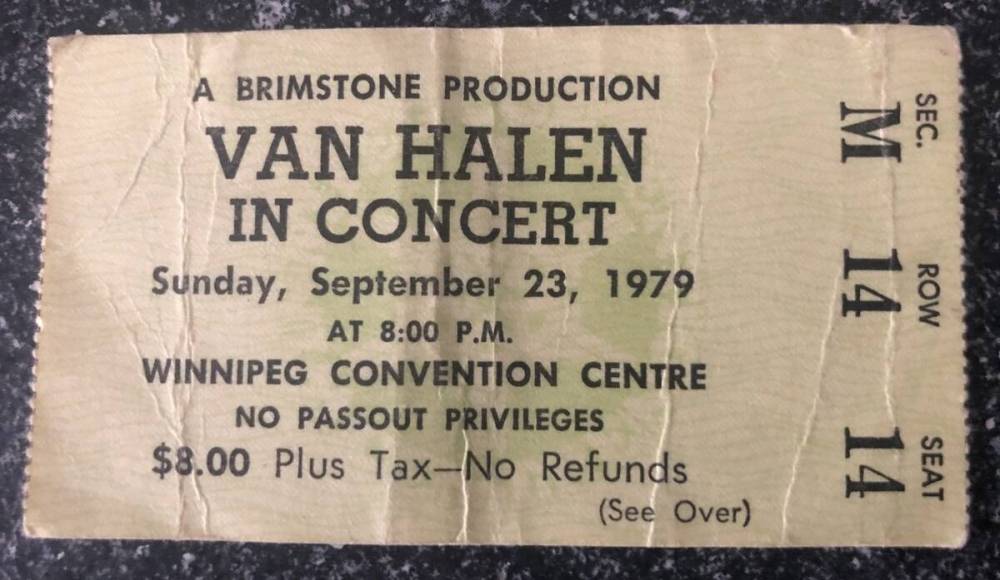 A BRIMSTONE PRODUCTION
VAN HALEN
IN CONCERT
Sunday, September 23, 1979
AT 8:00 P.M.
WINNIPEG CONVENTION CENTRE
NO PASSOUT PRIVILEGES
$8.00 Plus Tax—No Refunds
(See Over)
SEC. ROW SEAT
M 14 14